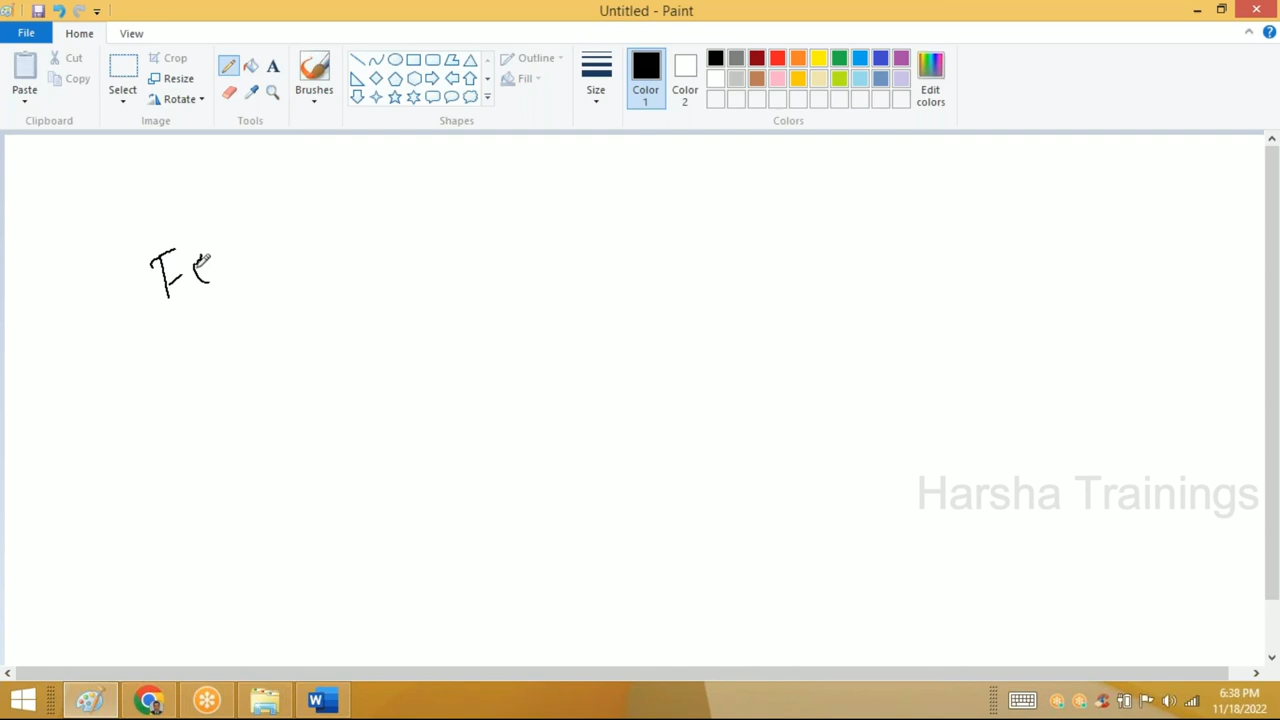 Untitled - Paint
File Home View
Paste
Cut
Copy
Clipboard
Select
Crop
Resize
Rotate
Image
A
Tools
Brushes
Shapes
Outline
Fill
Size
Color 1
Color 2
Edit colors
Colors
Fe
Harsha Trainings
6:38 PM
11/18/2022